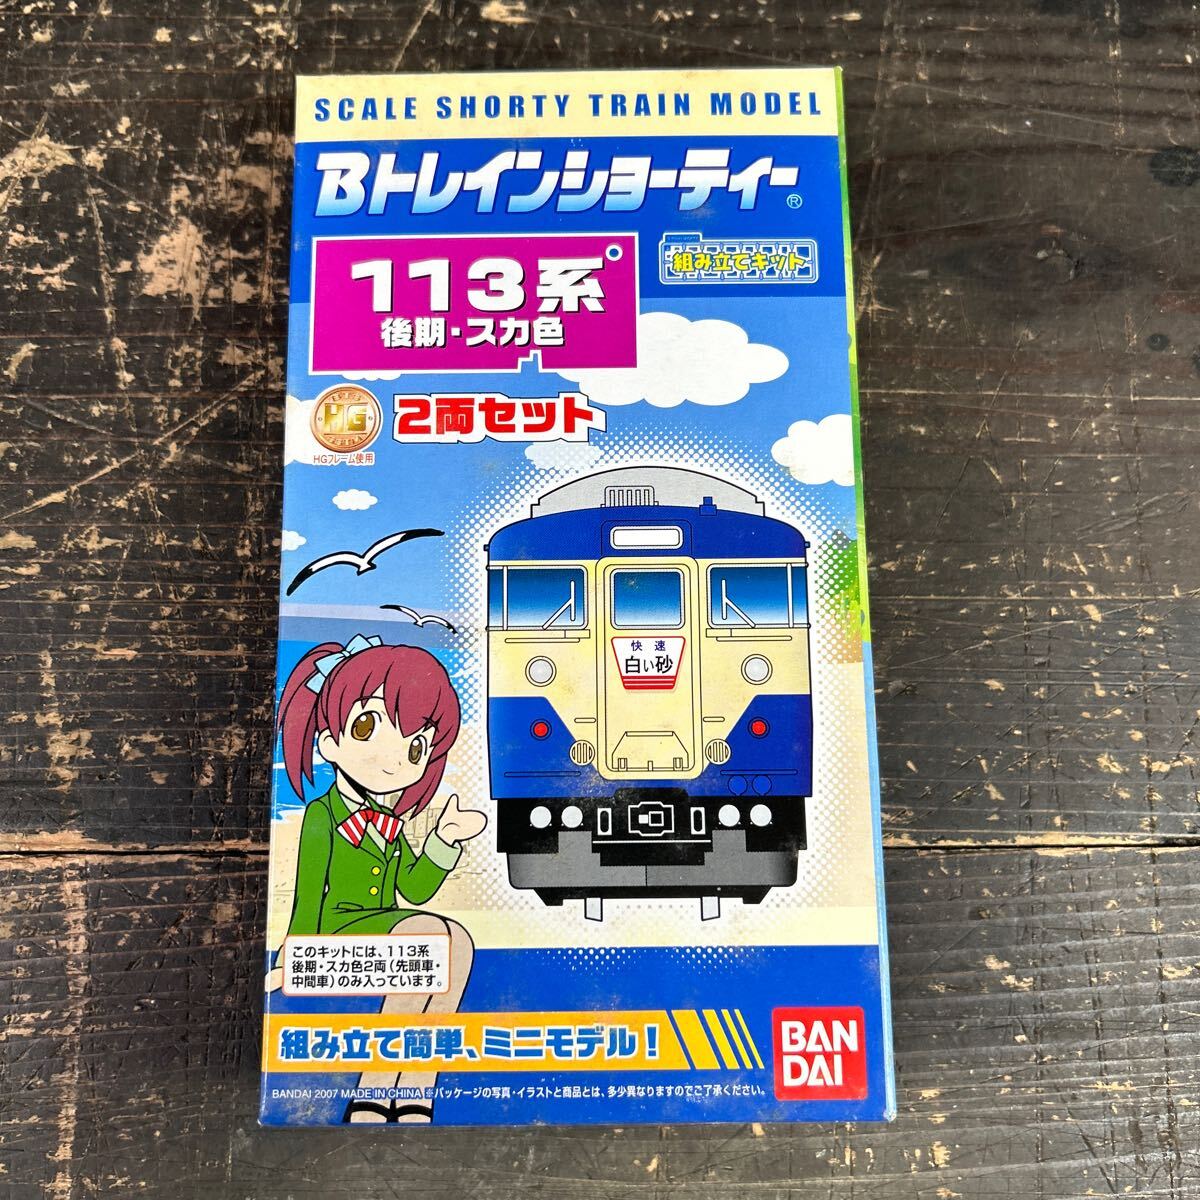 SCALE SHORTY TRAIN MODEL
Bトレインショーティー®
113系
後期・スカ色
組み立てキット
HG
HGフレーム使用
2両セット
快速
白い砂
このキットには、113系
後期・スカ色2両(先頭車・
中間車)のみ入っています。
組み立て簡単、ミニモデル!
BAN
DAI
BANDAI 2007 MADE IN CHINA ※パッケージの写真・イラストと商品とは、多少異なりますのでご了承ください。